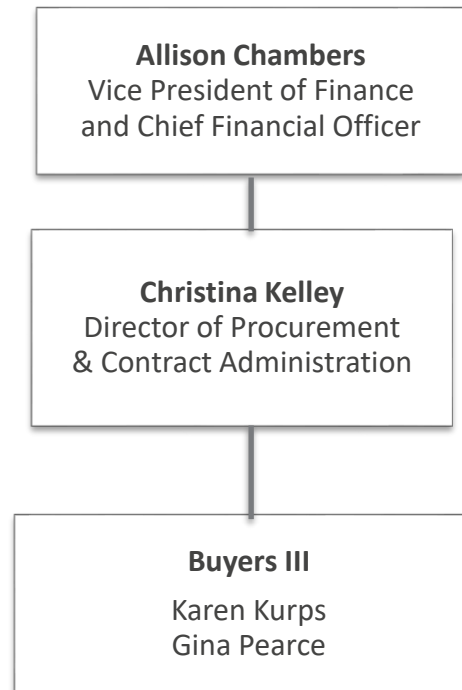 Allison Chambers
Vice President of Finance
and Chief Financial Officer
Christina Kelley
Director of Procurement
& Contract Administration
Buyers III
Karen Kurps
Gina Pearce